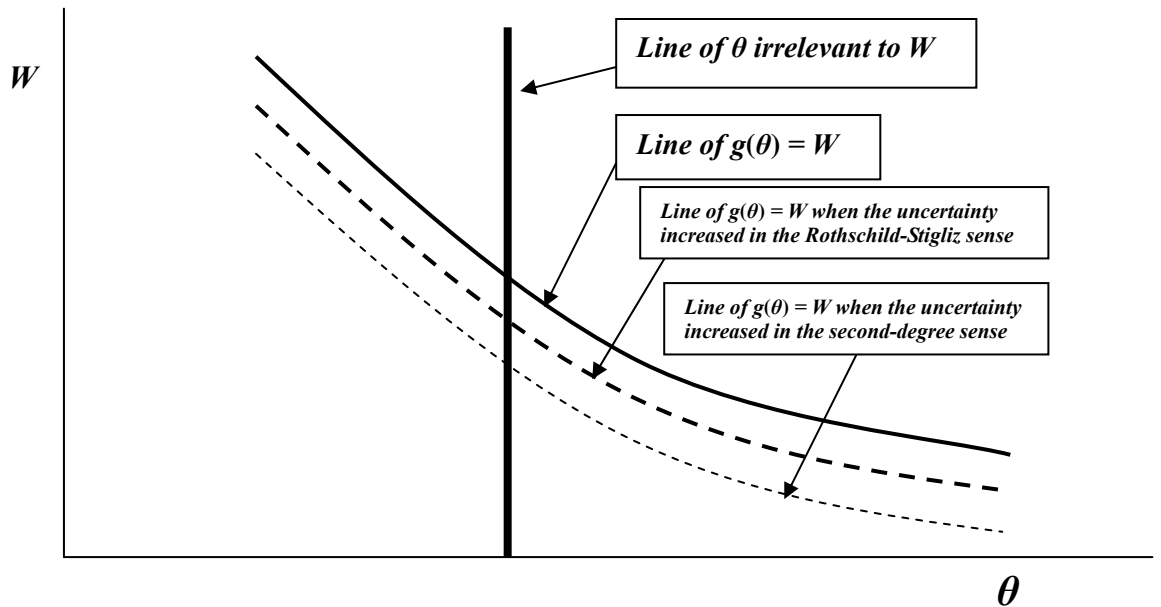 W
Line of θ irrelevant to W
Line of g(θ) = W
Line of g(θ) = W when the uncertainty
increased in the Rothschild-Stigliz sense
Line of g(θ) = W when the uncertainty
increased in the second-degree sense
θ